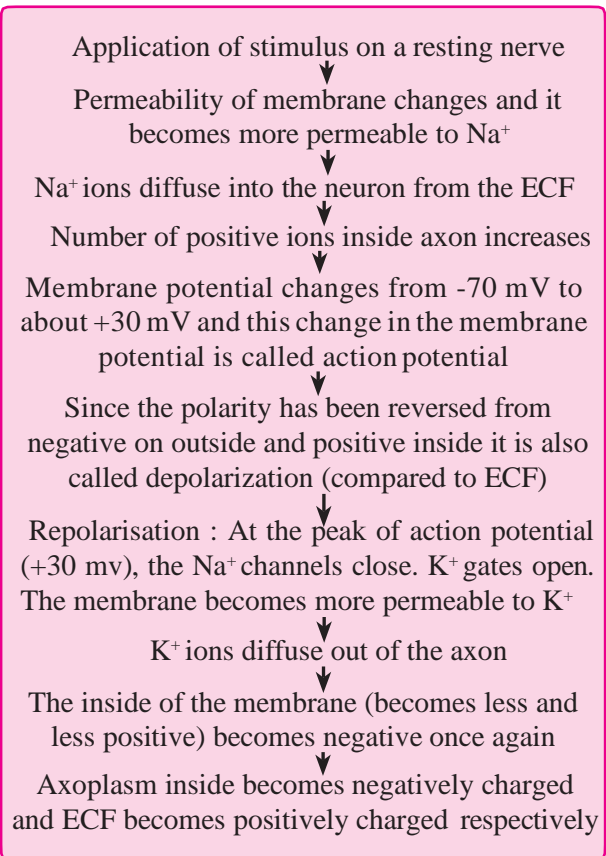 Application of stimulus on a resting nerve
Permeability of membrane changes and it
becomes more permeable to Na⁺
Na⁺ ions diffuse into the neuron from the ECF
Number of positive ions inside axon increases
Membrane potential changes from -70 mV to
about +30 mV and this change in the membrane
potential is called action potential
Since the polarity has been reversed from
negative on outside and positive inside it is also
called depolarization (compared to ECF)
Repolarisation : At the peak of action potential
(+30 mv), the Na⁺ channels close. K⁺ gates open.
The membrane becomes more permeable to K⁺
K⁺ ions diffuse out of the axon
The inside of the membrane (becomes less and
less positive) becomes negative once again
Axoplasm inside becomes negatively charged
and ECF becomes positively charged respectively